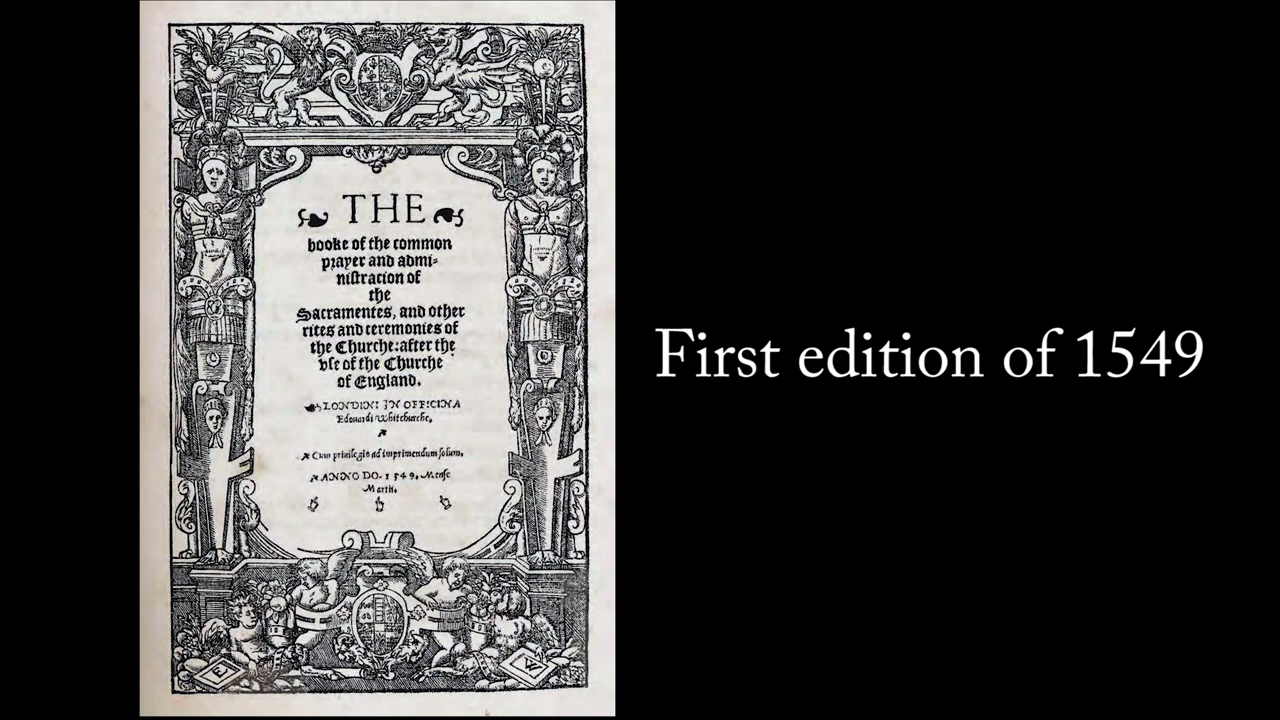 THE
booke of the common
prayer and admi-
nistracion of
the
Sacramentes, and other
rites and ceremonies of
the Churche: after the
vse of the Churche
of England.
LONDINI IN OFFICINA
Edouardi Whitchurche.
Cum priuilegio ad imprimendum solum.
ANNO DO. 1549. Mense
Martii.
E
W
First edition of 1549